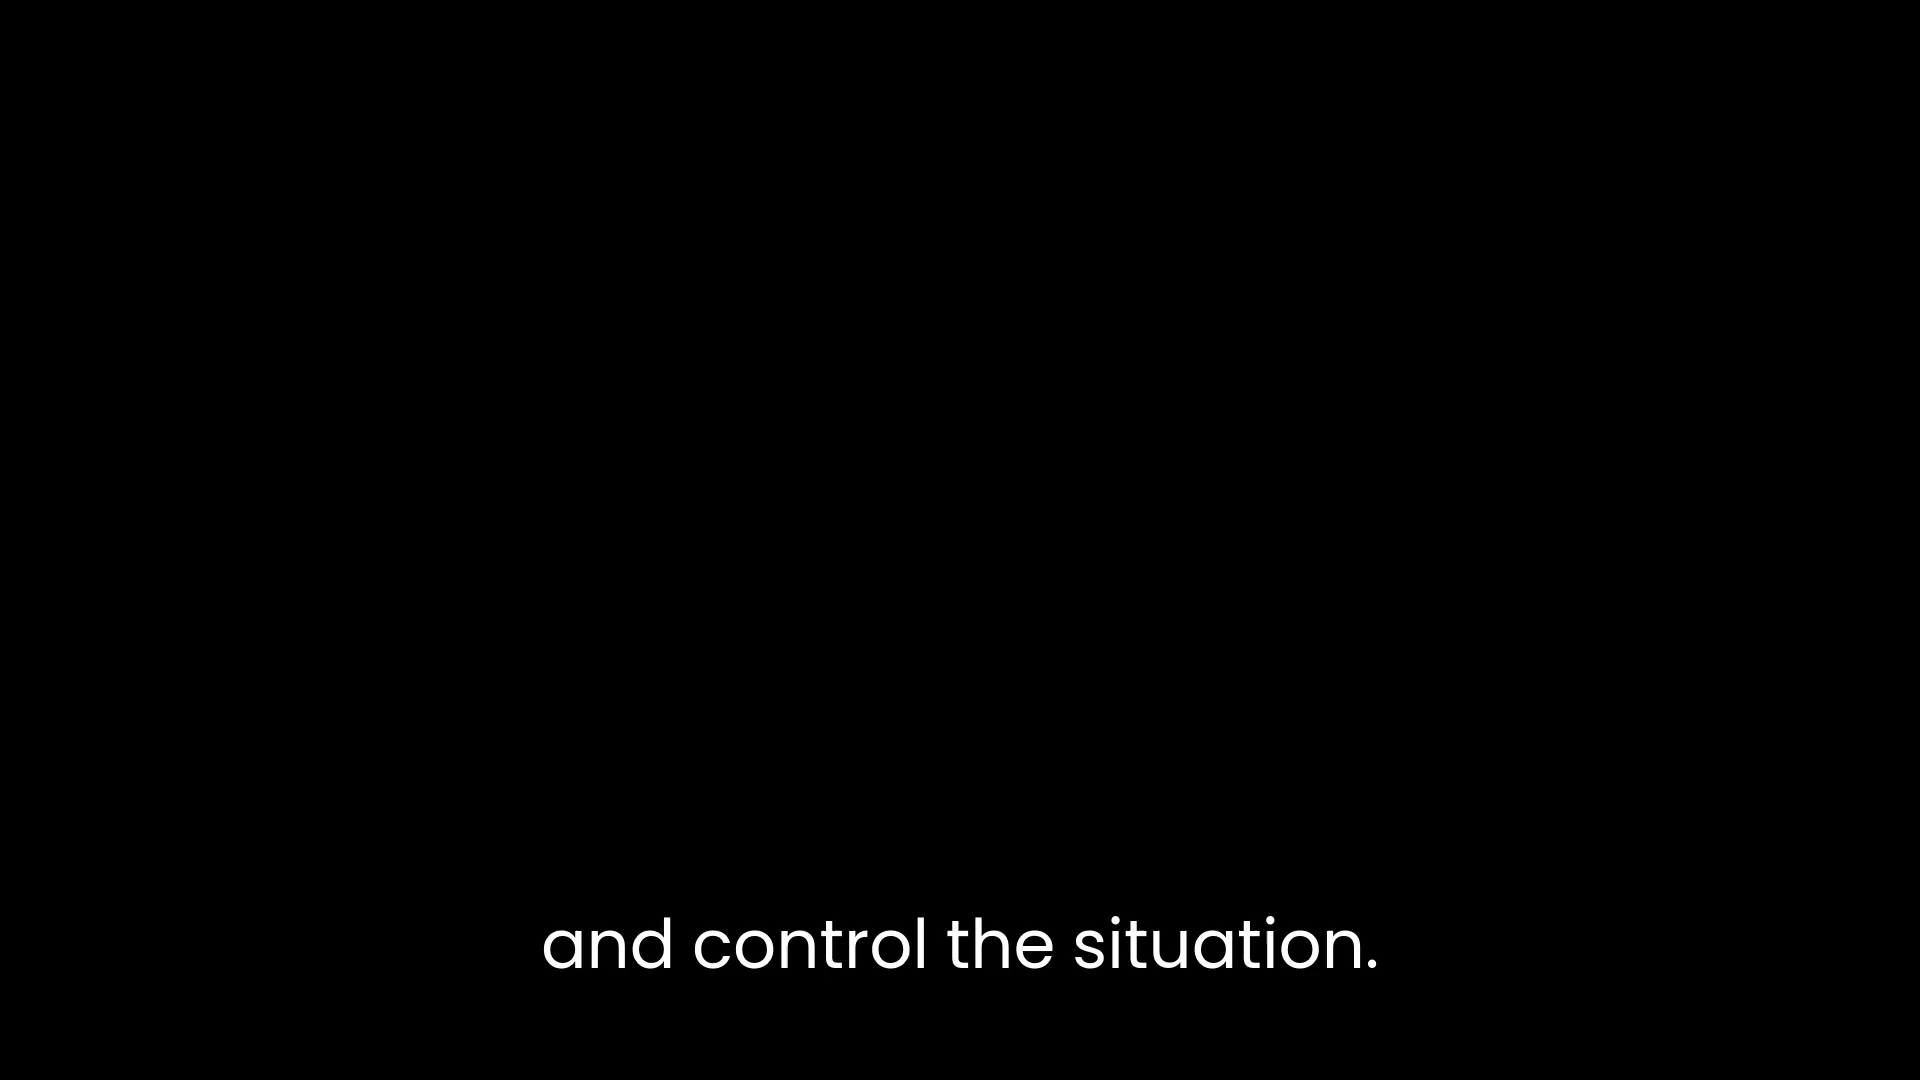 and control the situation.